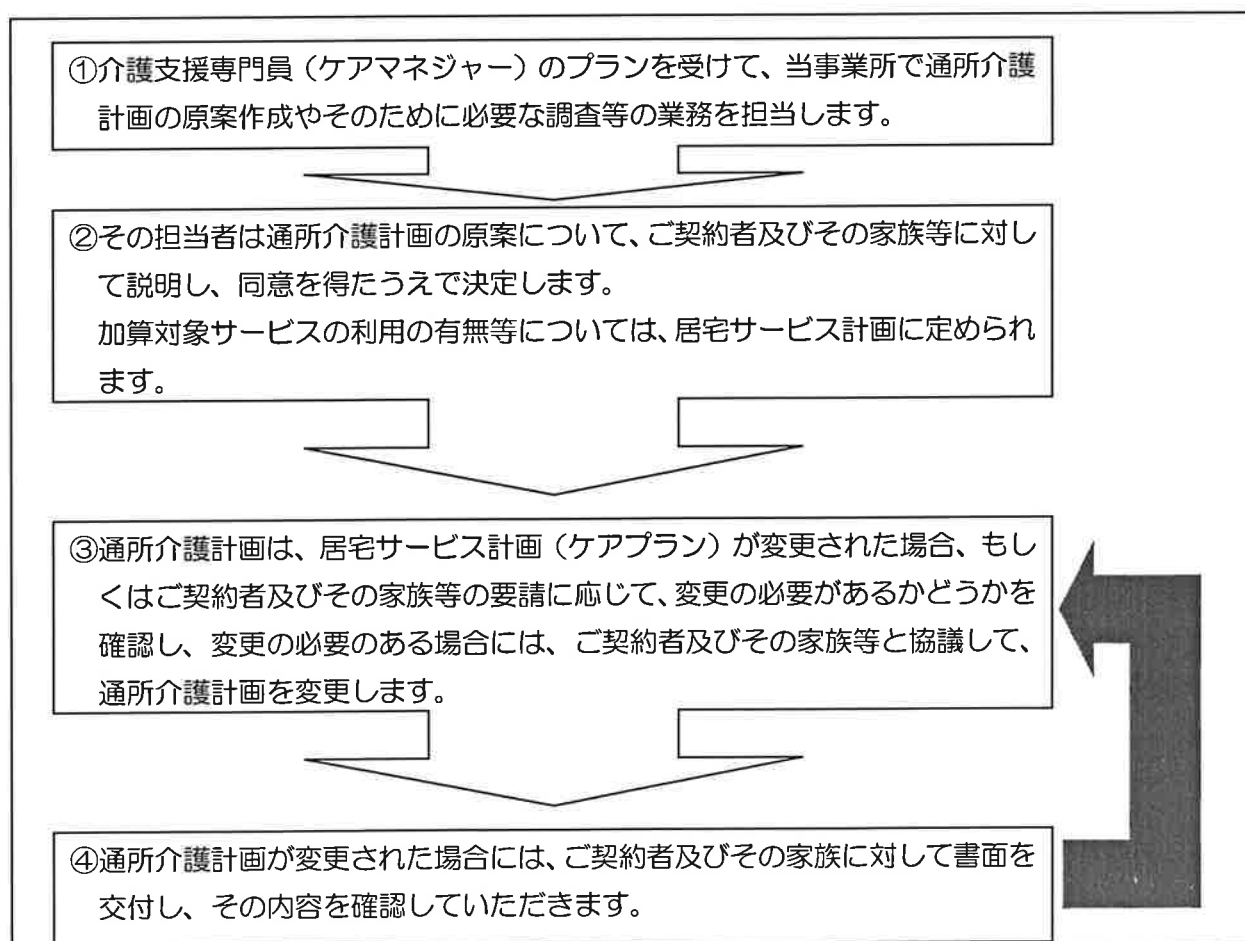 ①介護支援専門員（ケアマネジャー）のプランを受けて、当事業所で通所介護
計画の原案作成やそのために必要な調査等の業務を担当します。
②その担当者は通所介護計画の原案について、ご契約者及びその家族等に対し
て説明し、同意を得たうえで決定します。
加算対象サービスの利用の有無等については、居宅サービス計画に定められ
ます。
③通所介護計画は、居宅サービス計画（ケアプラン）が変更された場合、もし
くはご契約者及びその家族等の要請に応じて、変更の必要があるかどうかを
確認し、変更の必要のある場合には、ご契約者及びその家族等と協議して、
通所介護計画を変更します。
④通所介護計画が変更された場合には、ご契約者及びその家族に対して書面を
交付し、その内容を確認していただきます。